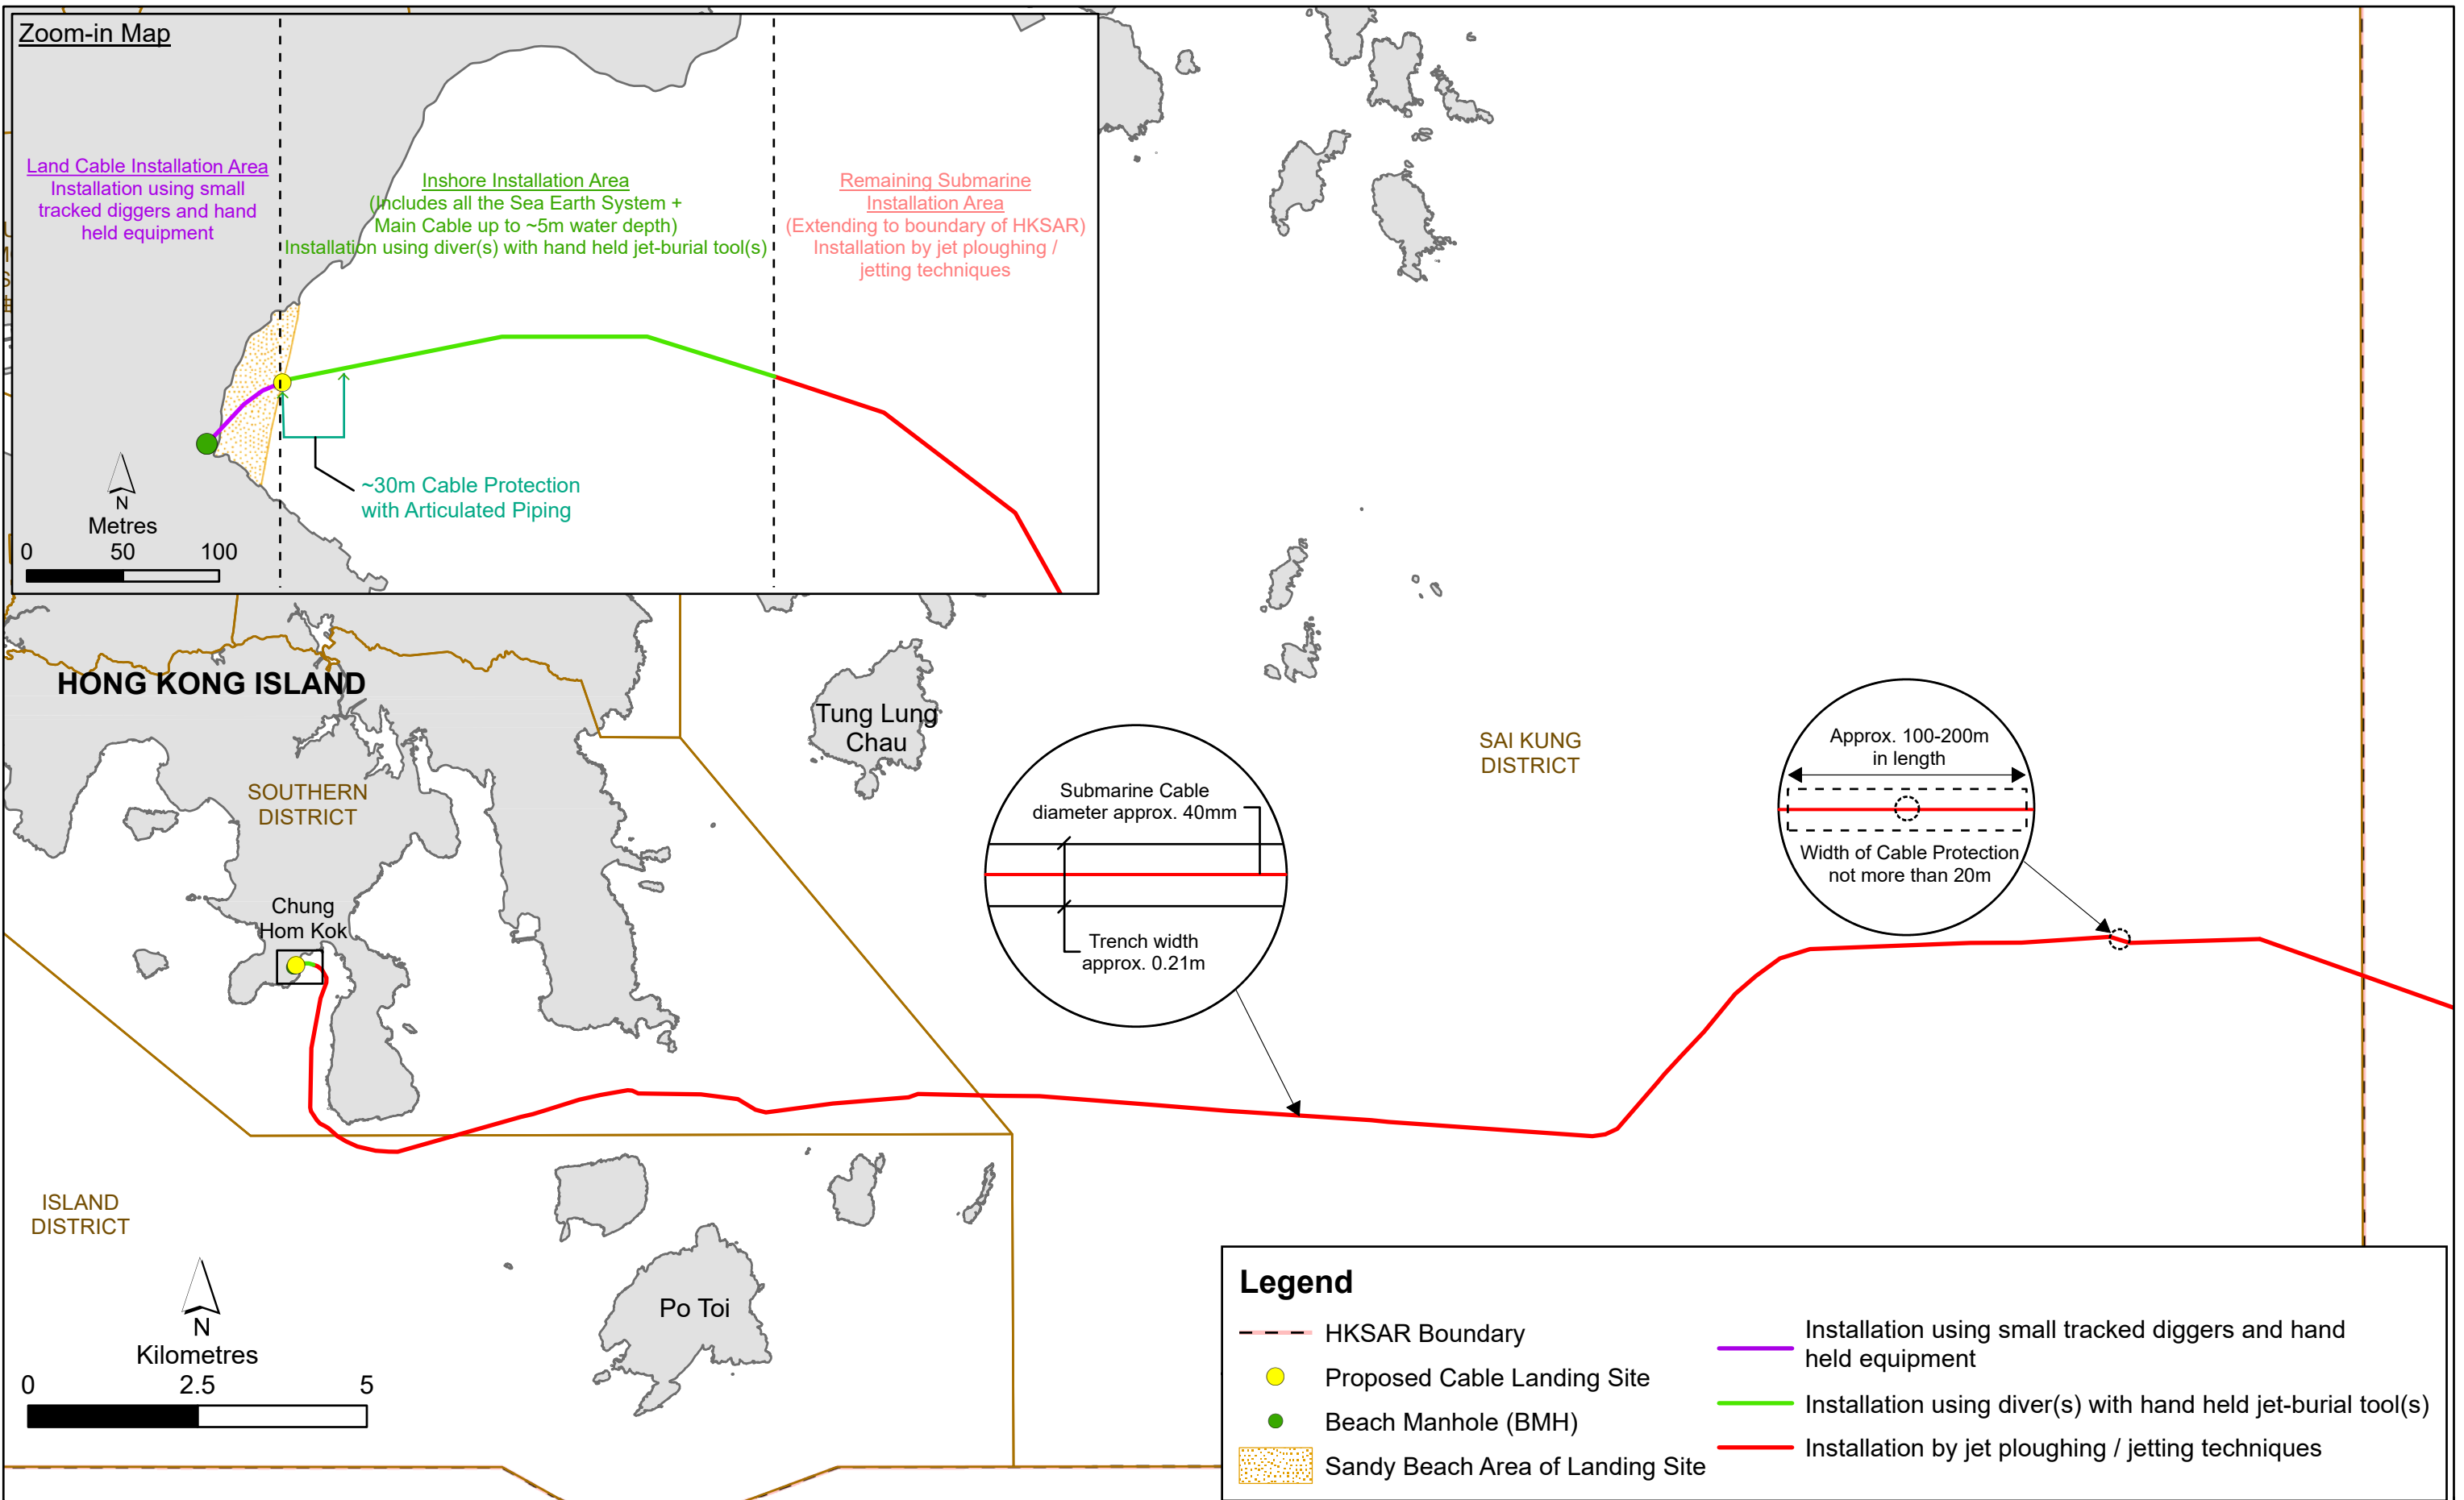 Zoom-in Map
Land Cable Installation Area
Installation using small
tracked diggers and hand
held equipment
Inshore Installation Area
(Includes all the Sea Earth System +
Main Cable up to ~5m water depth)
Installation using diver(s) with hand held jet-burial tool(s)
Remaining Submarine
Installation Area
(Extending to boundary of HKSAR)
Installation by jet ploughing /
jetting techniques
~30m Cable Protection
with Articulated Piping
N
Metres
0 50 100
HONG KONG ISLAND
Tung Lung
Chau
SOUTHERN
DISTRICT
SAI KUNG
DISTRICT
Submarine Cable
diameter approx. 40mm
Trench width
approx. 0.21m
Approx. 100-200m
in length
Width of Cable Protection
not more than 20m
Chung
Hom Kok
ISLAND
DISTRICT
Po Toi
N
Kilometres
0 2.5 5
Legend
HKSAR Boundary
Proposed Cable Landing Site
Beach Manhole (BMH)
Sandy Beach Area of Landing Site
Installation using small tracked diggers and hand
held equipment
Installation using diver(s) with hand held jet-burial tool(s)
Installation by jet ploughing / jetting techniques